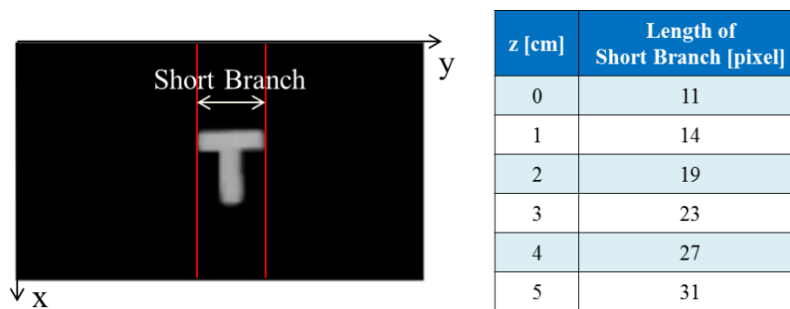 y
Short Branch
x
z [cm] Length of Short Branch [pixel]
0 11
1 14
2 19
3 23
4 27
5 31